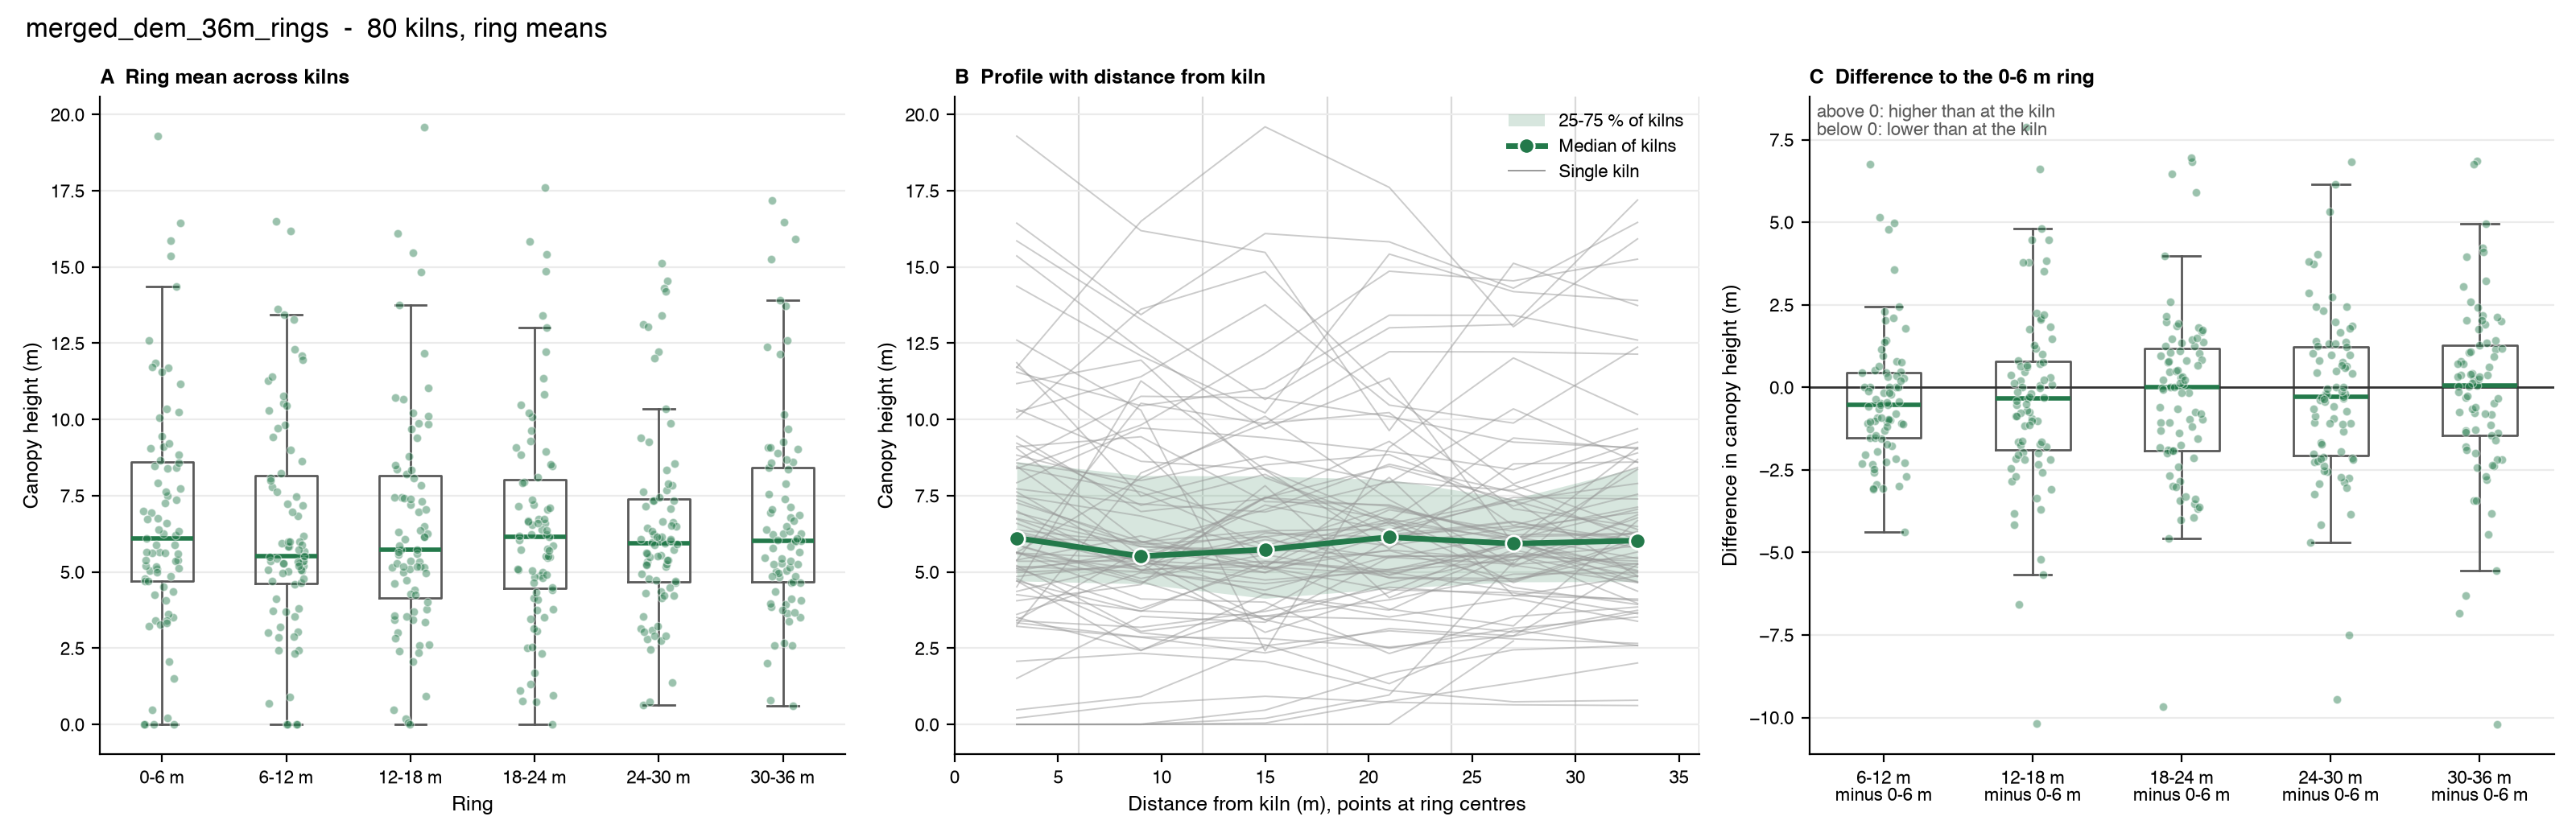 merged_dem_36m_rings  -  80 kilns, ring means
A  Ring mean across kilns
Canopy height (m)
20.0
17.5
15.0
12.5
10.0
7.5
5.0
2.5
0.0
0-6 m
6-12 m
12-18 m
18-24 m
24-30 m
30-36 m
Ring
B  Profile with distance from kiln
Canopy height (m)
20.0
17.5
15.0
12.5
10.0
7.5
5.0
2.5
0.0
25-75 % of kilns
Median of kilns
Single kiln
0
5
10
15
20
25
30
35
Distance from kiln (m), points at ring centres
C  Difference to the 0-6 m ring
above 0: higher than at the kiln
below 0: lower than at the kiln
Difference in canopy height (m)
7.5
5.0
2.5
0.0
−2.5
−5.0
−7.5
−10.0
6-12 m
minus 0-6 m
12-18 m
minus 0-6 m
18-24 m
minus 0-6 m
24-30 m
minus 0-6 m
30-36 m
minus 0-6 m